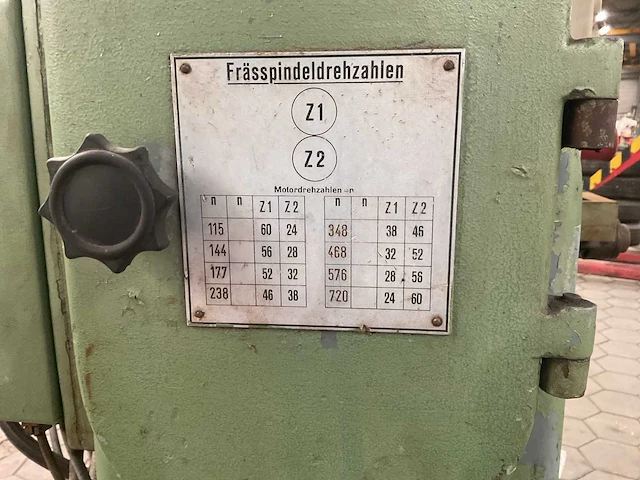 Frässpindeldrehzahlen
Z1
Z2
Motordrehzahlen = n
n Z1 Z2 n n Z1 Z2
115 60 24 348 38 46
144 56 28 468 32 52
177 52 32 576 28 56
238 46 38 720 24 60